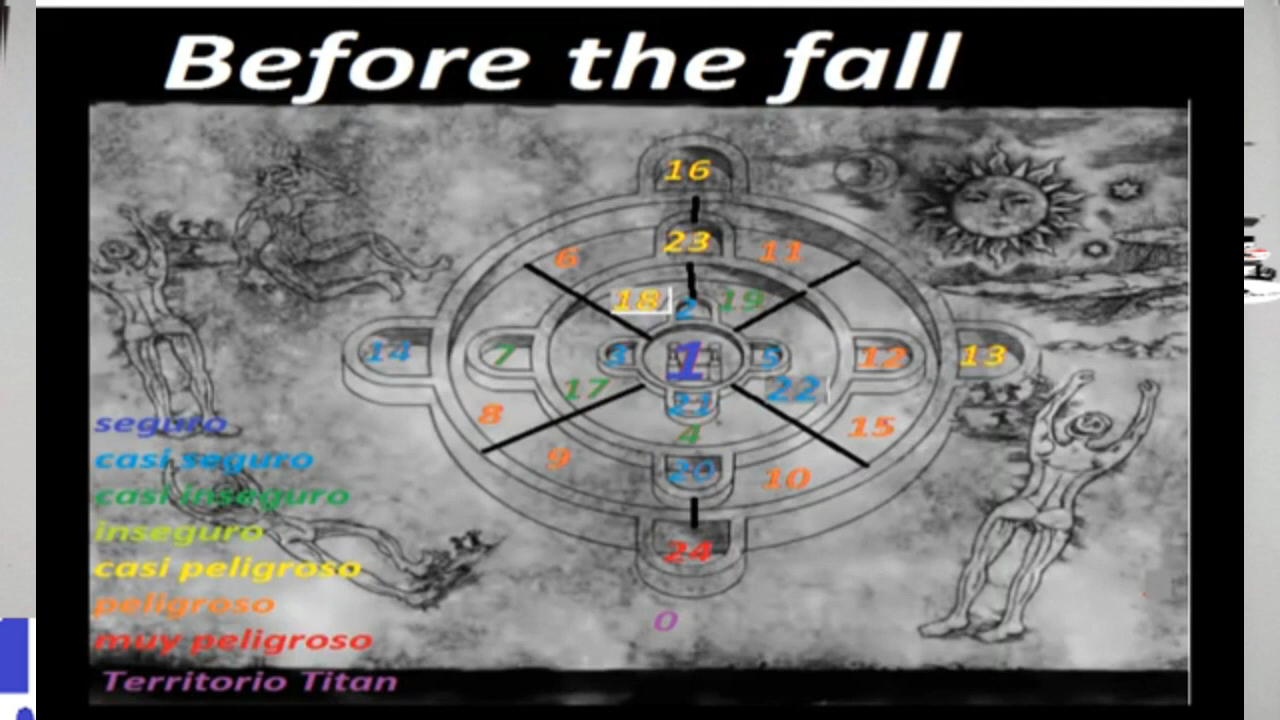 Before the fall
16
23
6
11
18
2
19
14
7
3
1
5
12
13
17
21
22
8
4
15
9
20
10
24
0
seguro
casi seguro
casi inseguro
inseguro
casi peligroso
peligroso
muy peligroso
Territorio Titan